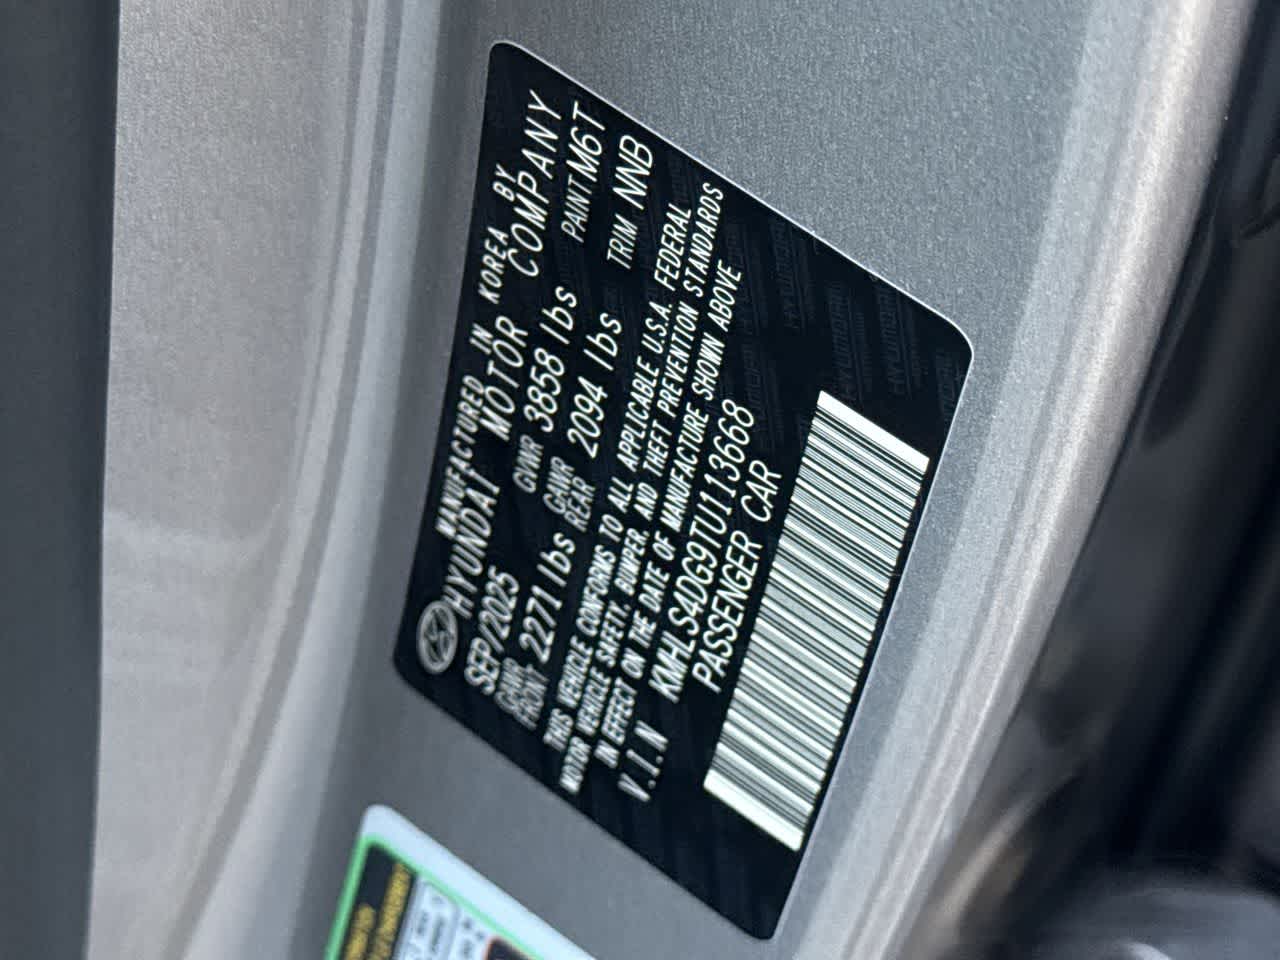 MANUFACTURED IN KOREA BY
HYUNDAI MOTOR COMPANY
SEP/2025 GVWR 3858 lbs PAINT M6T
GAWR FRONT 2271 lbs GAWR REAR 2094 lbs TRIM NNB
THIS VEHICLE CONFORMS TO ALL APPLICABLE U.S.A. FEDERAL
MOTOR VEHICLE SAFETY, BUMPER, AND THEFT PREVENTION STANDARDS
IN EFFECT ON THE DATE OF MANUFACTURE SHOWN ABOVE
V.I.N KMHLS4DG9TU113668
PASSENGER CAR